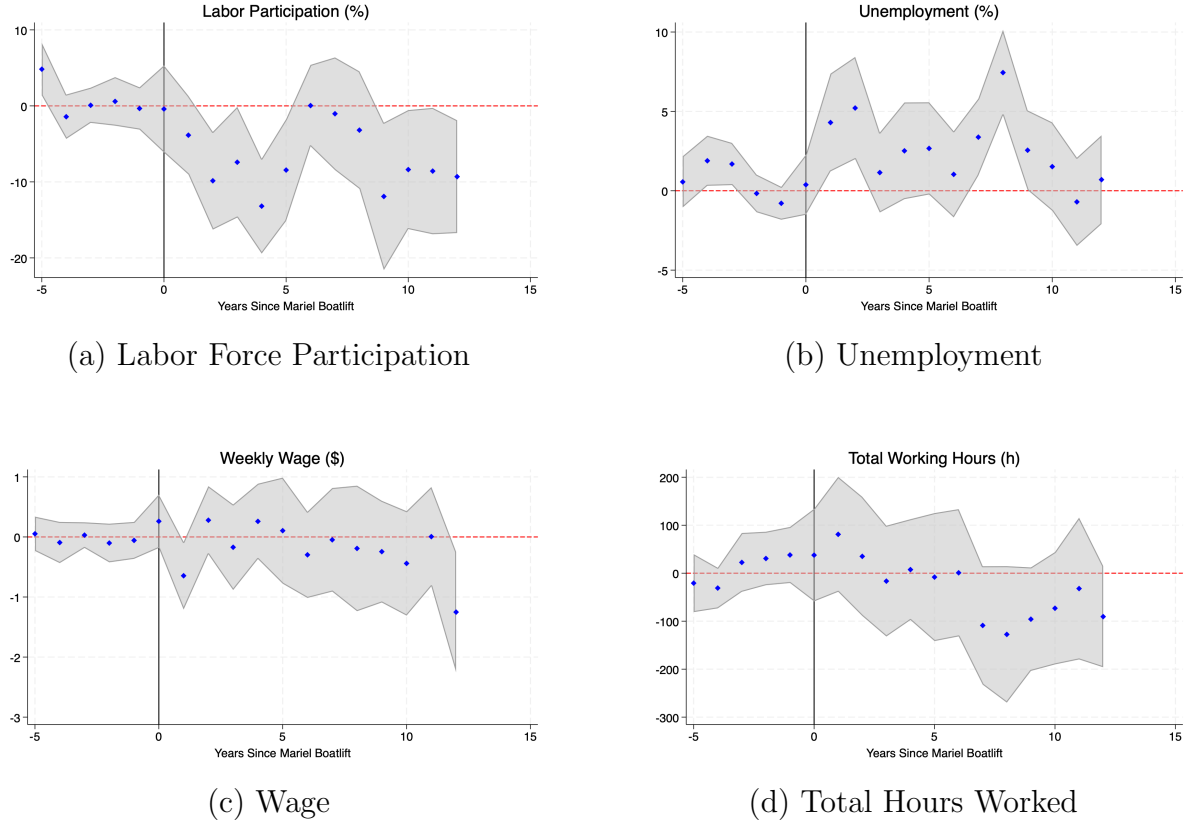 Labor Participation (%)
10
0
-10
-20
-5 0 5 10 15
Years Since Mariel Boatlift
(a) Labor Force Participation
Unemployment (%)
10
5
0
-5
-5 0 5 10 15
Years Since Mariel Boatlift
(b) Unemployment
Weekly Wage ($)
1
0
-1
-2
-3
-5 0 5 10 15
Years Since Mariel Boatlift
(c) Wage
Total Working Hours (h)
200
100
0
-100
-200
-300
-5 0 5 10 15
Years Since Mariel Boatlift
(d) Total Hours Worked